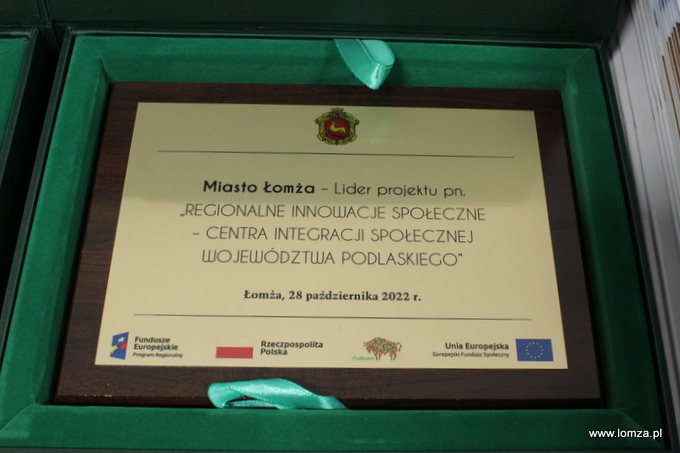 Miasto Łomża – Lider projektu pn.
„REGIONALNE INNOWACJE SPOŁECZNE
– CENTRA INTEGRACJI SPOŁECZNEJ
WOJEWÓDZTWA PODLASKIEGO”
Łomża, 28 października 2022 r.
Fundusze
Europejskie
Program Regionalny
Rzeczpospolita
Polska
Podlaskie
Unia Europejska
Europejski Fundusz Społeczny
www.lomza.pl